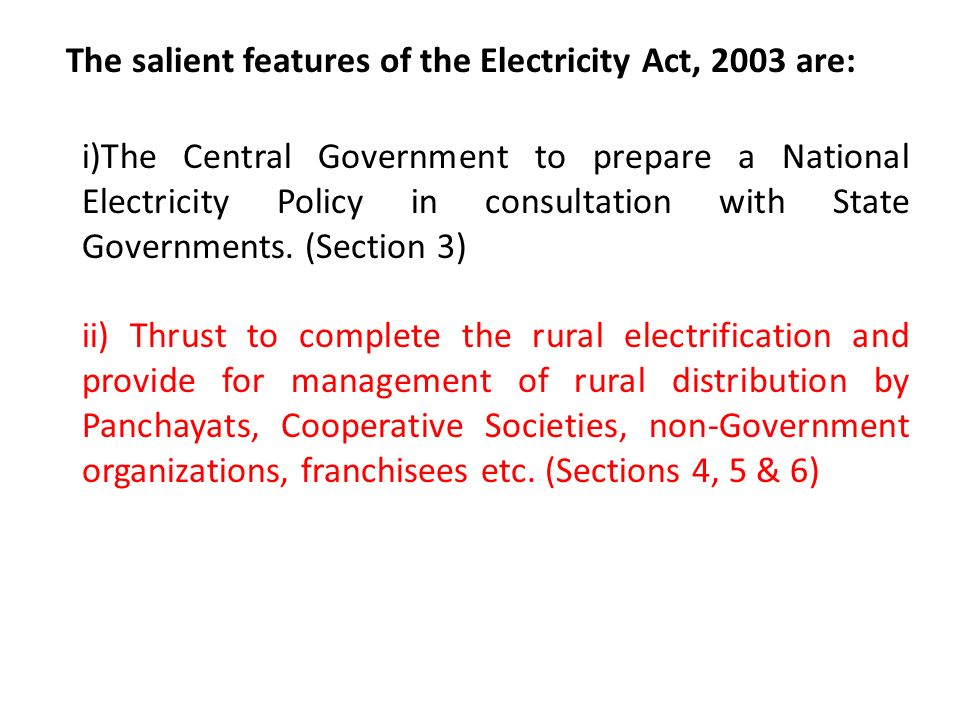 The salient features of the Electricity Act, 2003 are:
i)The Central Government to prepare a National
Electricity Policy in consultation with State
Governments. (Section 3)
ii) Thrust to complete the rural electrification and
provide for management of rural distribution by
Panchayats, Cooperative Societies, non-Government
organizations, franchisees etc. (Sections 4, 5 & 6)